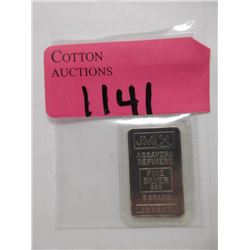 COTTON
AUCTIONS
1141
JM
ASSAYERS
REFINERS
FINE
SILVER
999
5 GRAMS